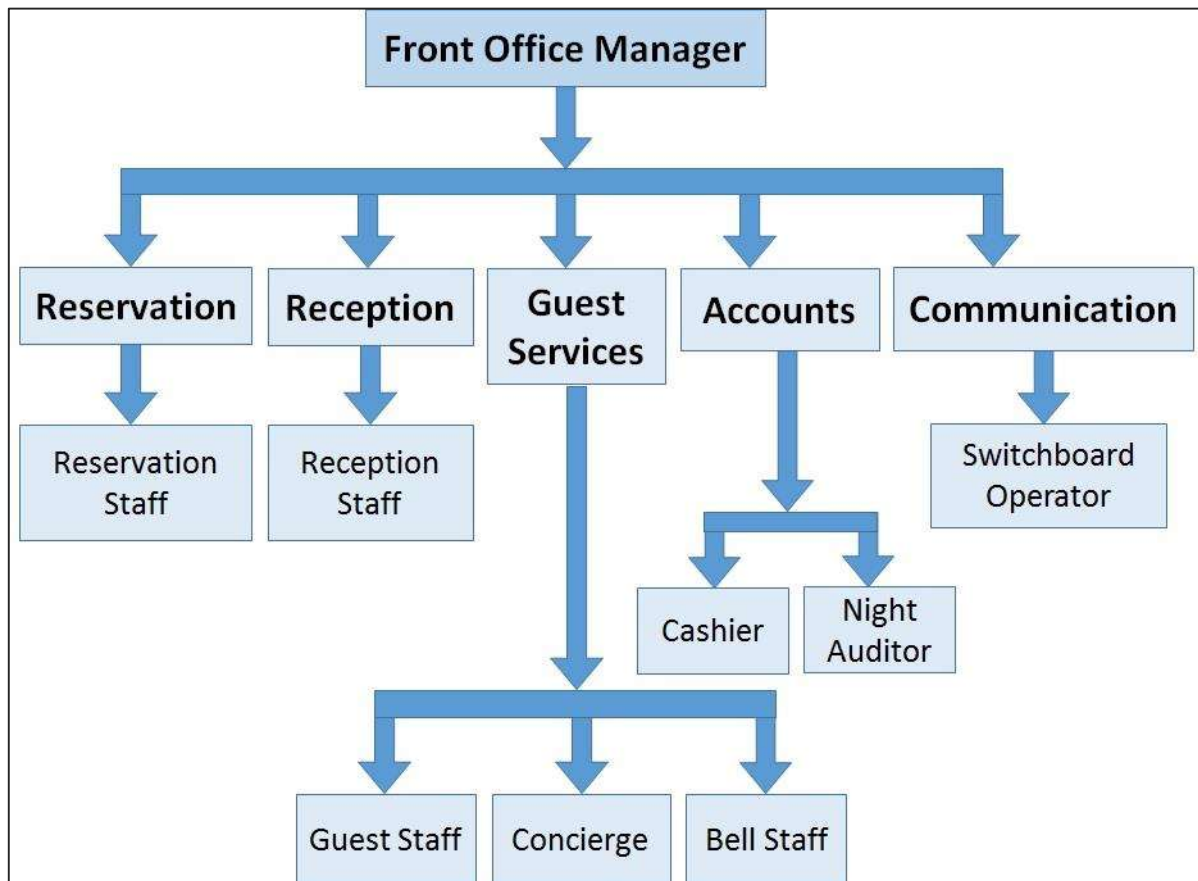 Front Office Manager
Reservation
Reception
Guest
Services
Accounts
Communication
Reservation
Staff
Reception
Staff
Switchboard
Operator
Cashier
Night
Auditor
Guest Staff
Concierge
Bell Staff